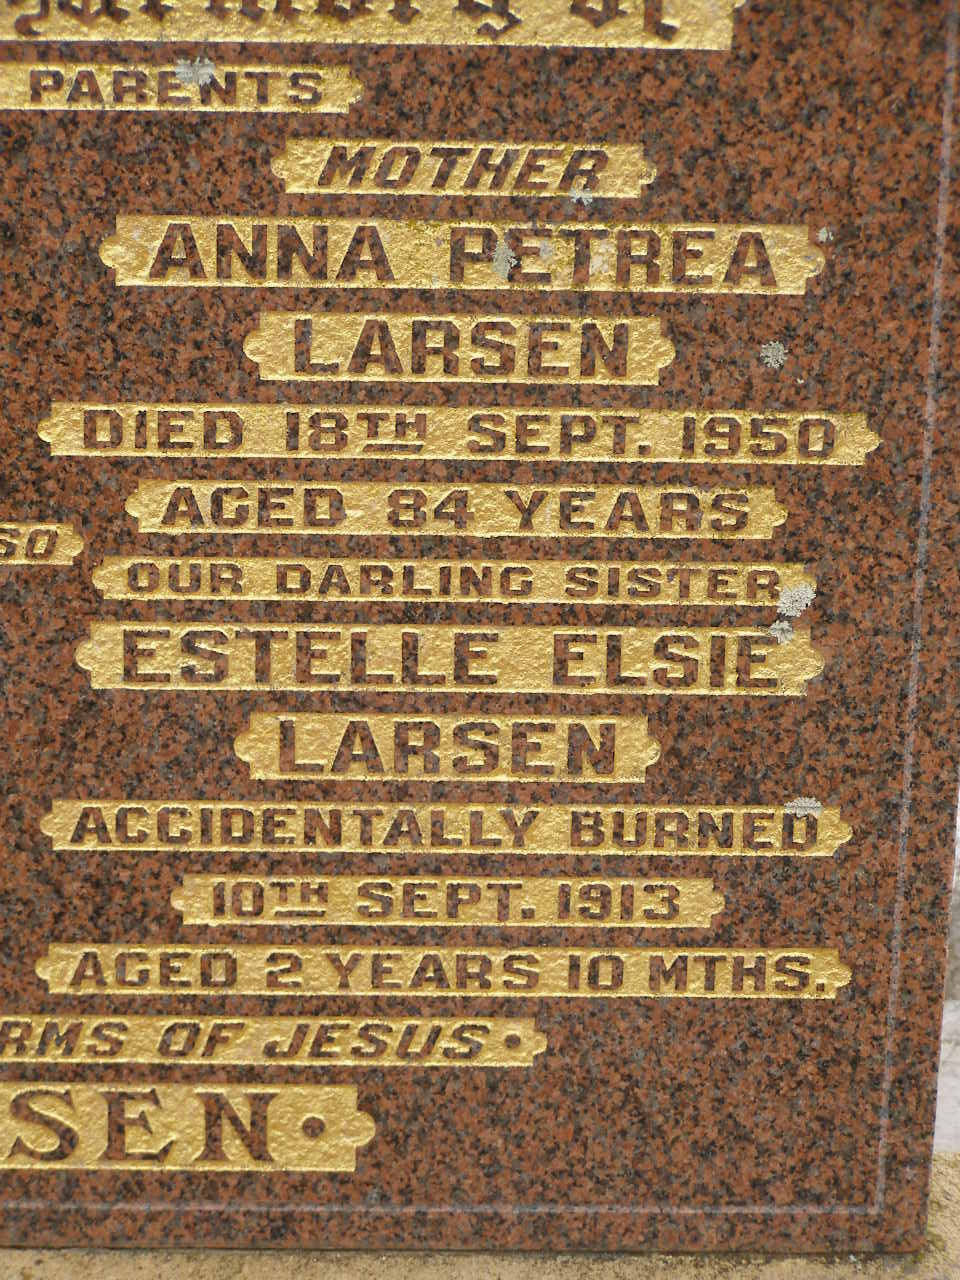 PARENTS
MOTHER
ANNA PETREA
LARSEN
DIED 18TH SEPT. 1950
AGED 84 YEARS
OUR DARLING SISTER
ESTELLE ELSIE
LARSEN
ACCIDENTALLY BURNED
10TH SEPT. 1913
AGED 2 YEARS 10 MTHS.
RMS OF JESUS.
SEN.